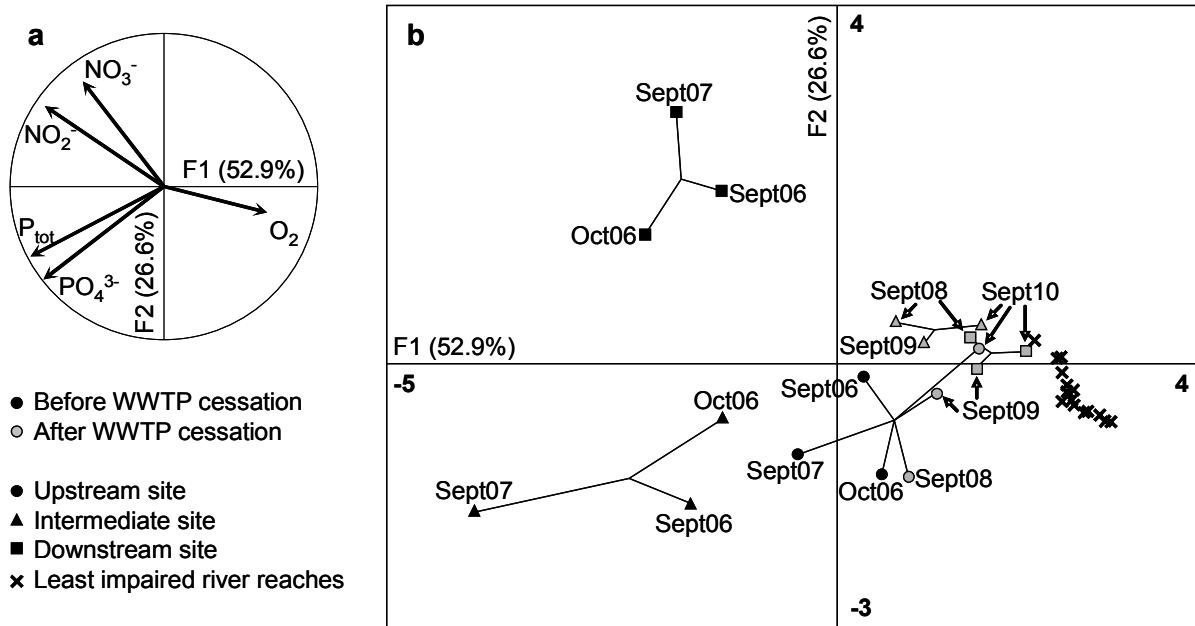 a
NO₃⁻
NO₂⁻
F1 (52.9%)
Pₜₒₜ
O₂
PO₄³⁻
F2 (26.6%)
Before WWTP cessation
After WWTP cessation
Upstream site
Intermediate site
Downstream site
Least impaired river reaches
b
4
F2 (26.6%)
Sept07
Sept06
Oct06
Sept08
Sept10
Sept09
F1 (52.9%)
-5
4
Sept06
Oct06
Sept09
Sept07
Sept07
Oct06
Sept08
Sept06
-3